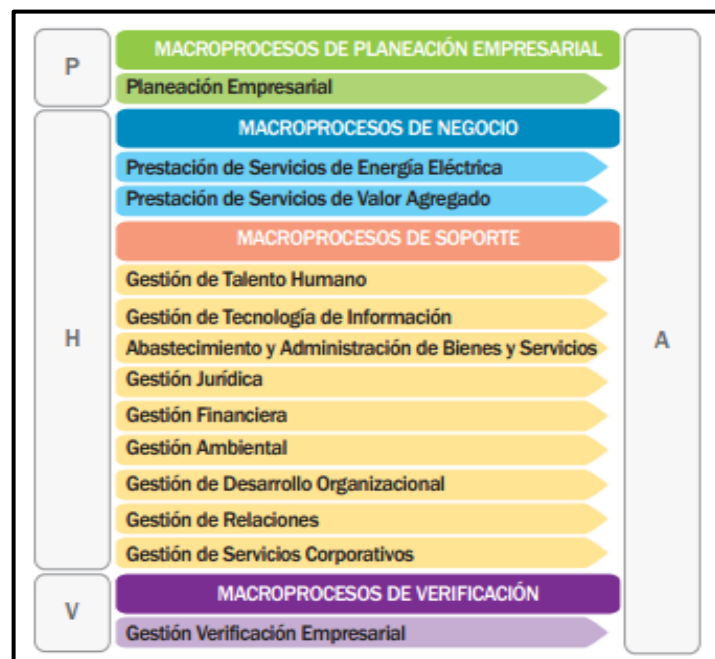 P
MACROPROCESOS DE PLANEACIÓN EMPRESARIAL
Planeación Empresarial
H
MACROPROCESOS DE NEGOCIO
Prestación de Servicios de Energía Eléctrica
Prestación de Servicios de Valor Agregado
MACROPROCESOS DE SOPORTE
Gestión de Talento Humano
Gestión de Tecnología de Información
Abastecimiento y Administración de Bienes y Servicios
Gestión Jurídica
Gestión Financiera
Gestión Ambiental
Gestión de Desarrollo Organizacional
Gestión de Relaciones
Gestión de Servicios Corporativos
V
MACROPROCESOS DE VERIFICACIÓN
Gestión Verificación Empresarial
A